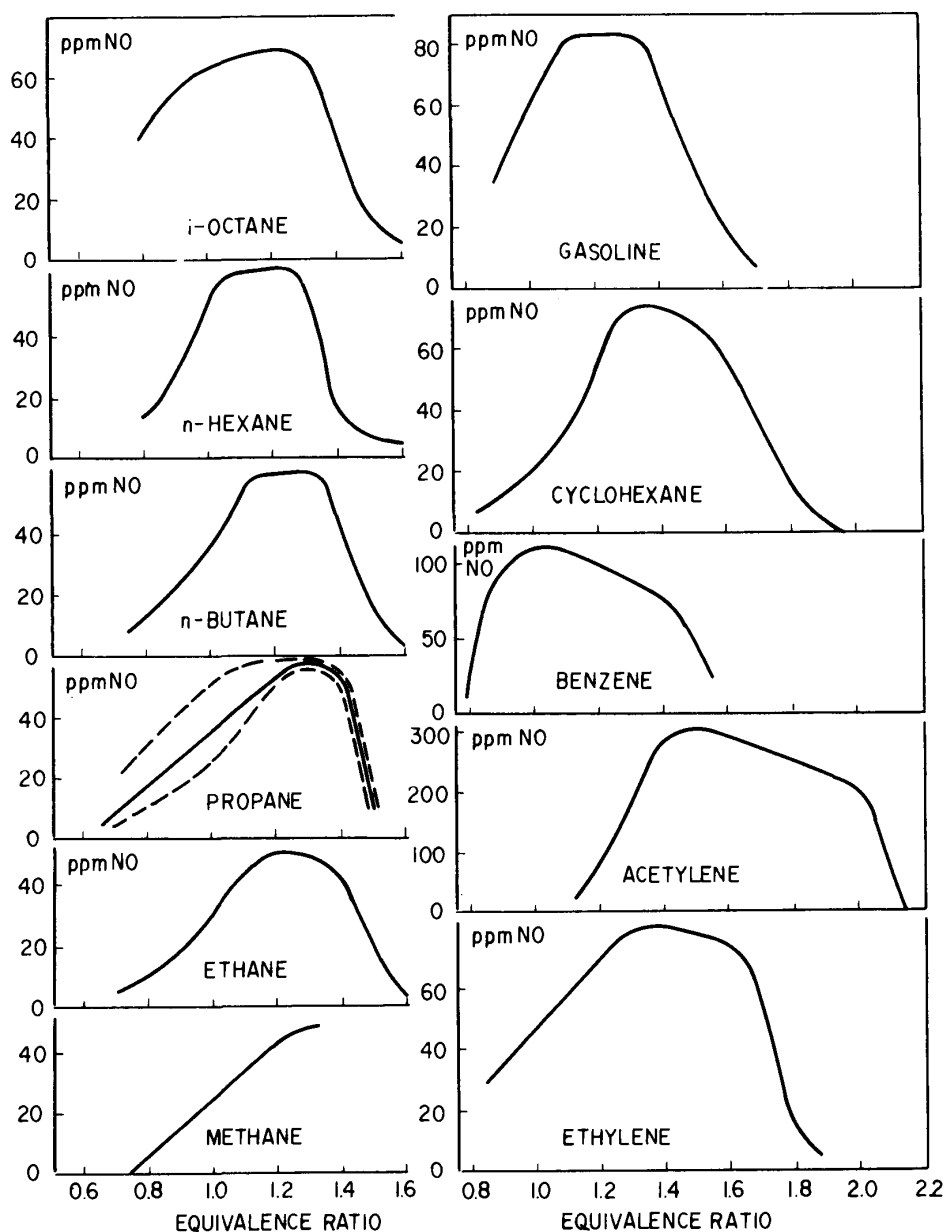 ppm NO
60
40
20
0
i-OCTANE
ppm NO
40
20
0
n-HEXANE
ppm NO
40
20
0
n-BUTANE
ppm NO
40
20
0
PROPANE
ppm NO
40
20
0
ETHANE
40
20
0
METHANE
0.6 0.8 1.0 1.2 1.4 1.6
EQUIVALENCE RATIO
ppm NO
80
60
40
20
0
GASOLINE
ppm NO
60
40
20
0
CYCLOHEXANE
ppm
NO
100
50
0
BENZENE
300
ppm NO
200
100
0
ACETYLENE
ppm NO
80
40
20
0
ETHYLENE
0.8 1.0 1.2 1.4 1.6 1.8 2.0 2.2
EQUIVALENCE RATIO